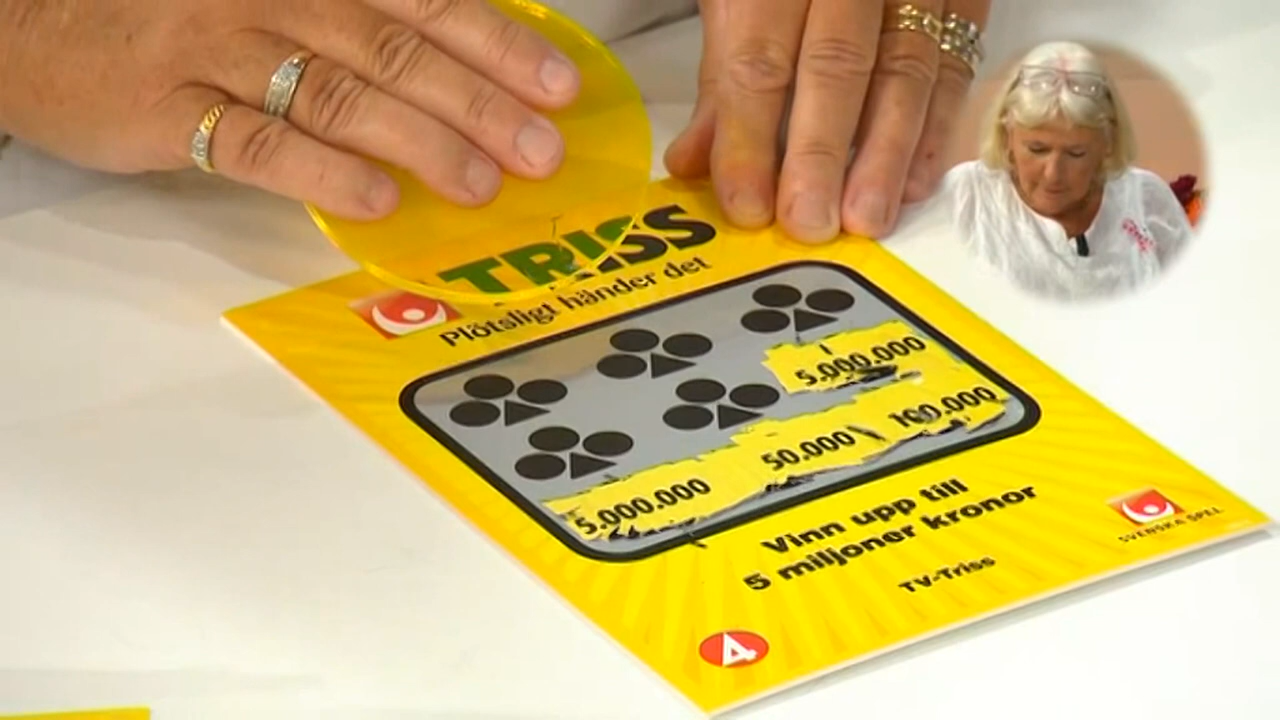 TRISS
Plötsligt händer det
5.000.000
5.000.000 50.000 100.000
Vinn upp till
5 miljoner kronor
TV-Triss
SVENSKA SPEL
4